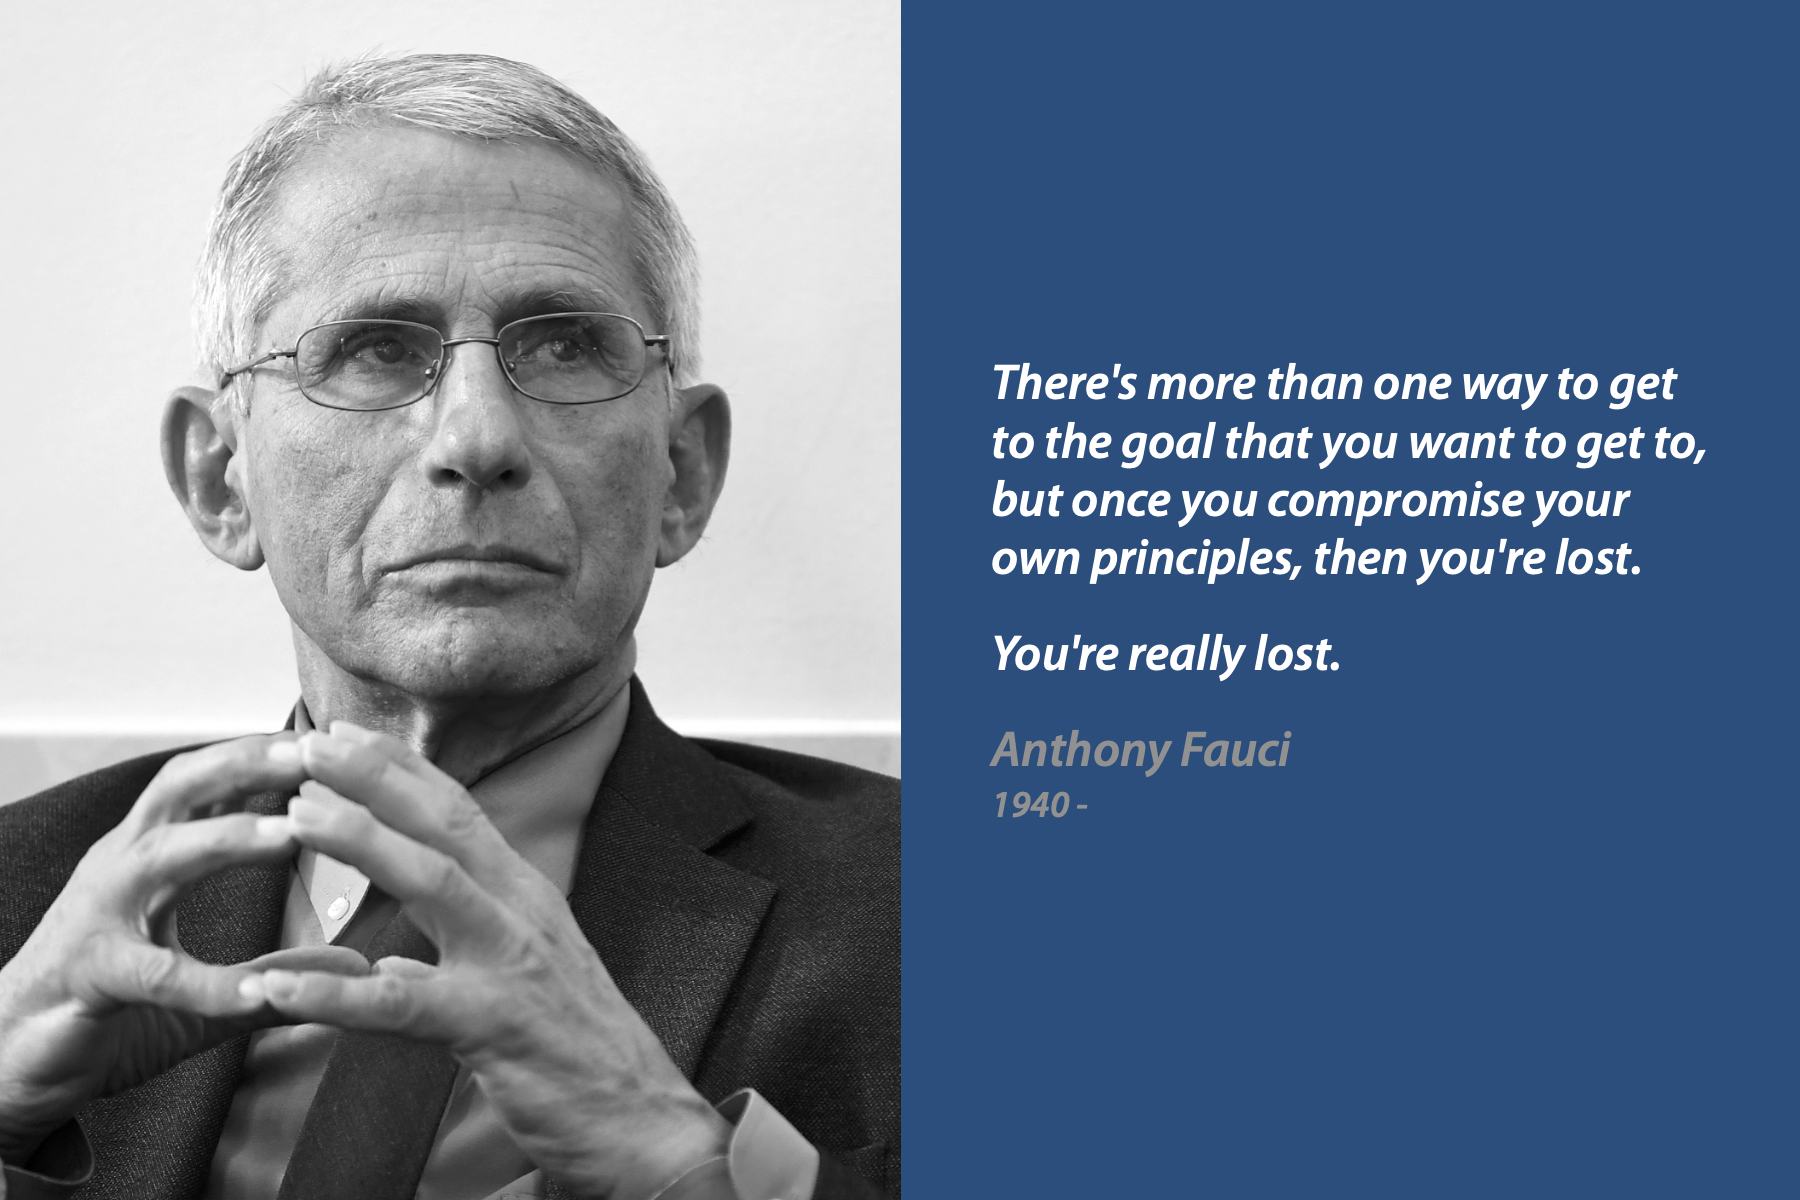 There's more than one way to get
to the goal that you want to get to,
but once you compromise your
own principles, then you're lost.
You're really lost.
Anthony Fauci
1940 -